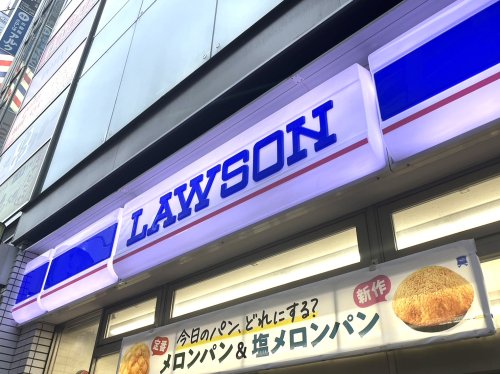 LAWSON
今日のパン、どれにする?
定番
メロンパン & 塩メロンパン
新作